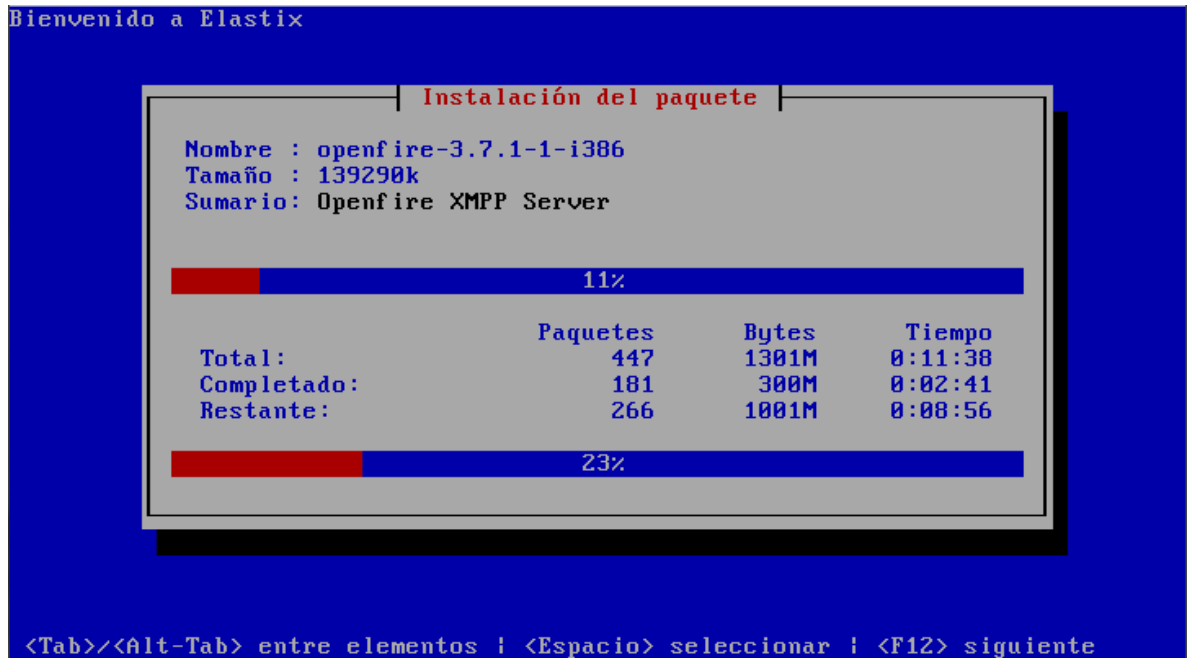 Bienvenido a Elastix
Instalación del paquete
Nombre : openfire-3.7.1-1-i386
Tamaño : 139290k
Sumario: Openfire XMPP Server
11%
Paquetes Bytes Tiempo
Total: 447 1301M 0:11:38
Completado: 181 300M 0:02:41
Restante: 266 1001M 0:08:56
23%
<Tab>/<Alt-Tab> entre elementos | <Espacio> seleccionar | <F12> siguiente